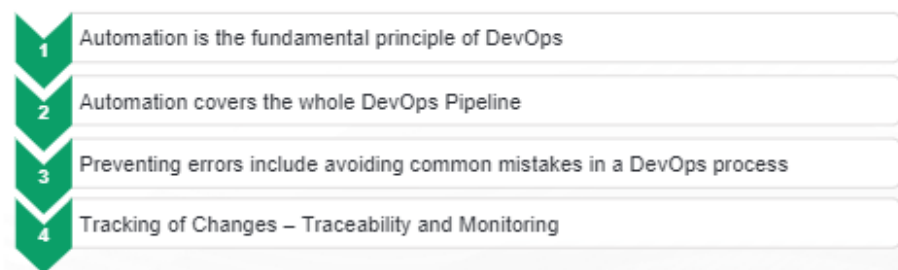 1 Automation is the fundamental principle of DevOps
2 Automation covers the whole DevOps Pipeline
3 Preventing errors include avoiding common mistakes in a DevOps process
4 Tracking of Changes – Traceability and Monitoring